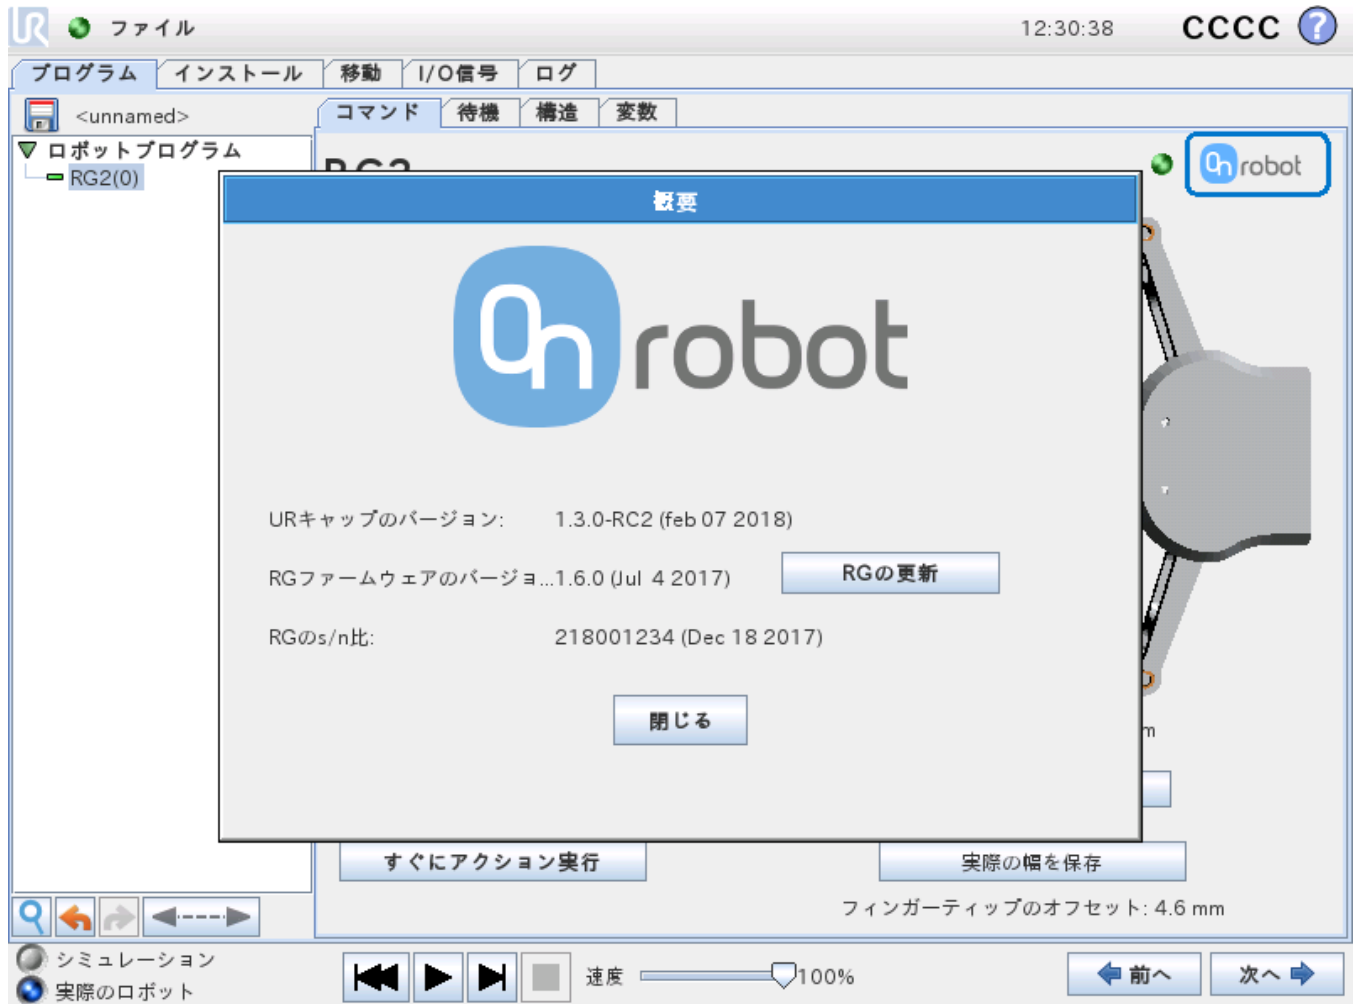 UR ファイル 12:30:38 CCCC ?
プログラム インストール 移動 I/O信号 ログ
<unnamed> コマンド 待機 構造 変数
ロボットプログラム
RG2(0)
RG2
On robot
概要
On robot
URキャップのバージョン: 1.3.0-RC2 (feb 07 2018)
RGファームウェアのバージョ...1.6.0 (Jul 4 2017) RGの更新
RGのs/n比: 218001234 (Dec 18 2017)
閉じる
m
すぐにアクション実行 実際の幅を保存
フィンガーティップのオフセット: 4.6 mm
シミュレーション
実際のロボット
速度 100% 前へ 次へ